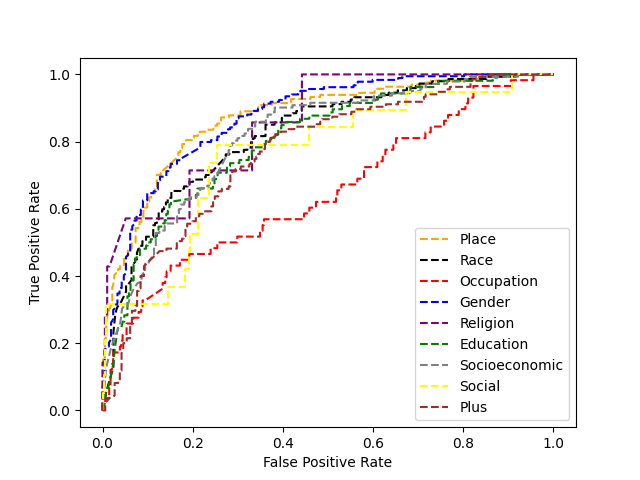 1.0
0.8
0.6
0.4
0.2
0.0
True Positive Rate
Place
Race
Occupation
Gender
Religion
Education
Socioeconomic
Social
Plus
0.0 0.2 0.4 0.6 0.8 1.0
False Positive Rate